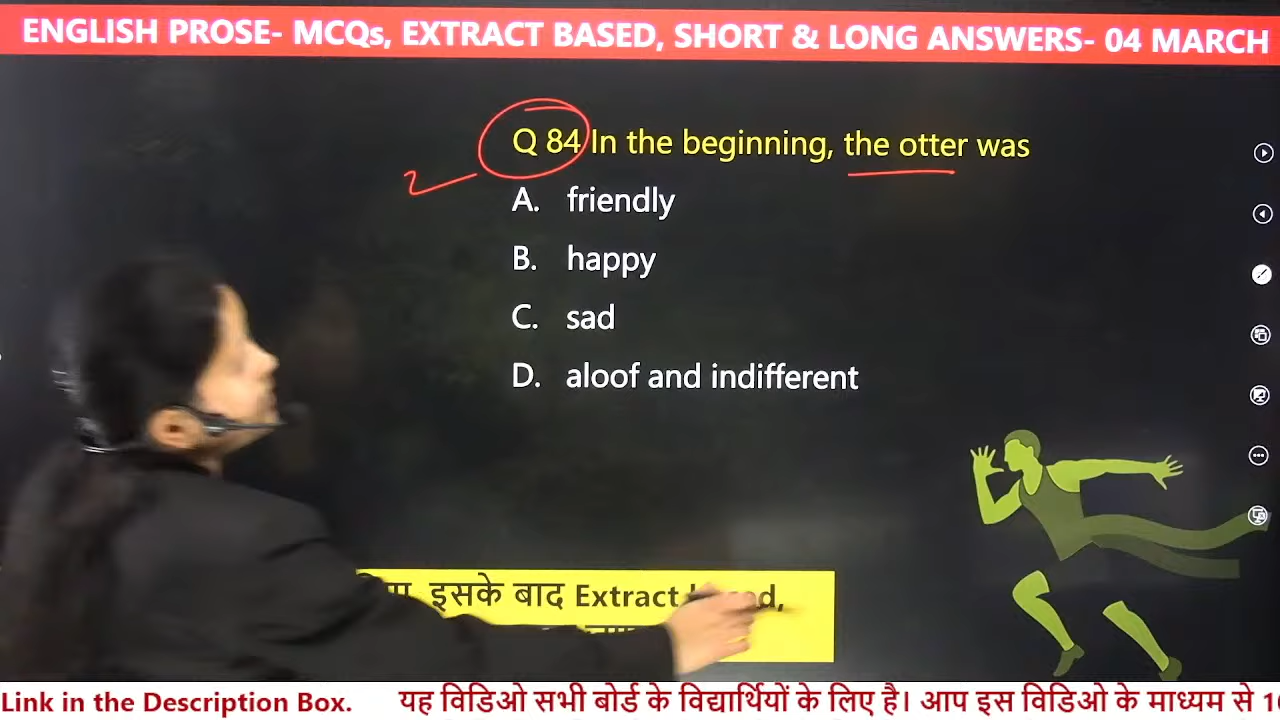 ENGLISH PROSE- MCQs, EXTRACT BASED, SHORT & LONG ANSWERS- 04 MARCH
Q 84 In the beginning, the otter was
A. friendly
B. happy
C. sad
D. aloof and indifferent
इसके बाद Extract
Link in the Description Box. यह विडिओ सभी बोर्ड के विद्यार्थियों के लिए है। आप इस विडिओ के माध्यम से